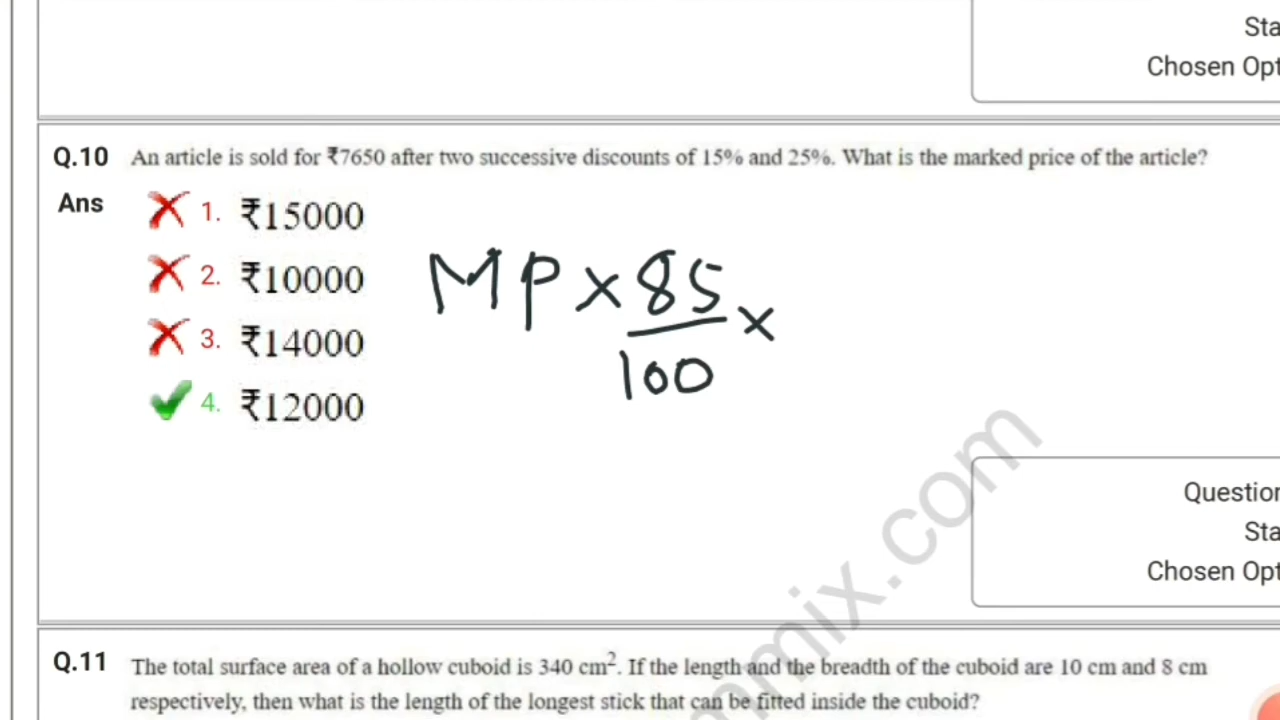 Sta
Chosen Opt
Q.10 An article is sold for ₹7650 after two successive discounts of 15% and 25%. What is the marked price of the article?
Ans 1. ₹15000
2. ₹10000
3. ₹14000
4. ₹12000
MP × 85/100 ×
Question
Sta
Chosen Opt
mmix.com
Q.11 The total surface area of a hollow cuboid is 340 cm². If the length and the breadth of the cuboid are 10 cm and 8 cm
respectively, then what is the length of the longest stick that can be fitted inside the cuboid?